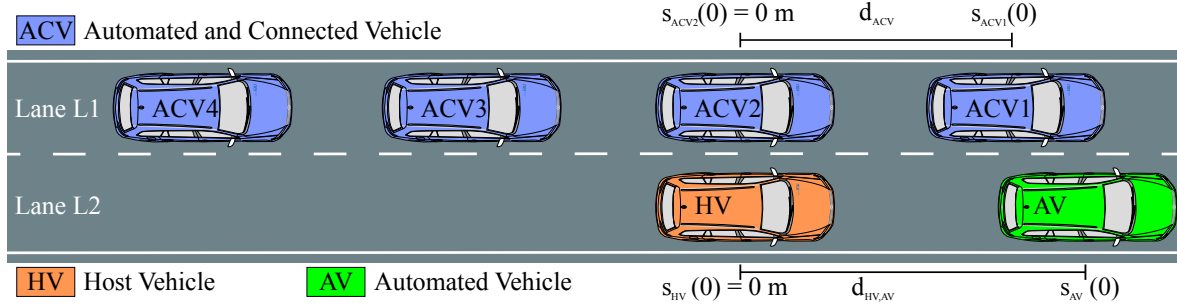 ACV Automated and Connected Vehicle
s_ACV2(0) = 0 m d_ACV s_ACV1(0)
Lane L1 ACV4 ACV3 ACV2 ACV1
Lane L2 HV AV
HV Host Vehicle AV Automated Vehicle
s_HV(0) = 0 m d_HV,AV s_AV(0)